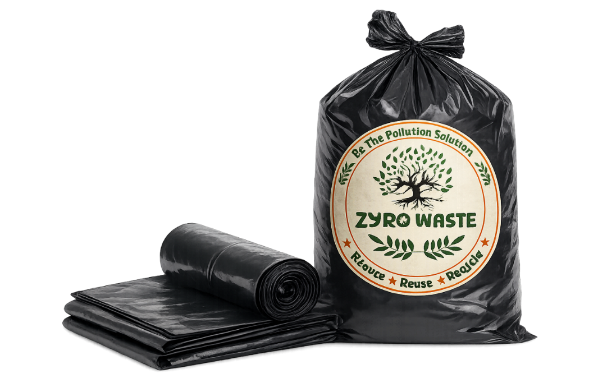 Be The Pollution Solution
ZYRO WASTE
Reduce ★ Reuse ★ Recycle